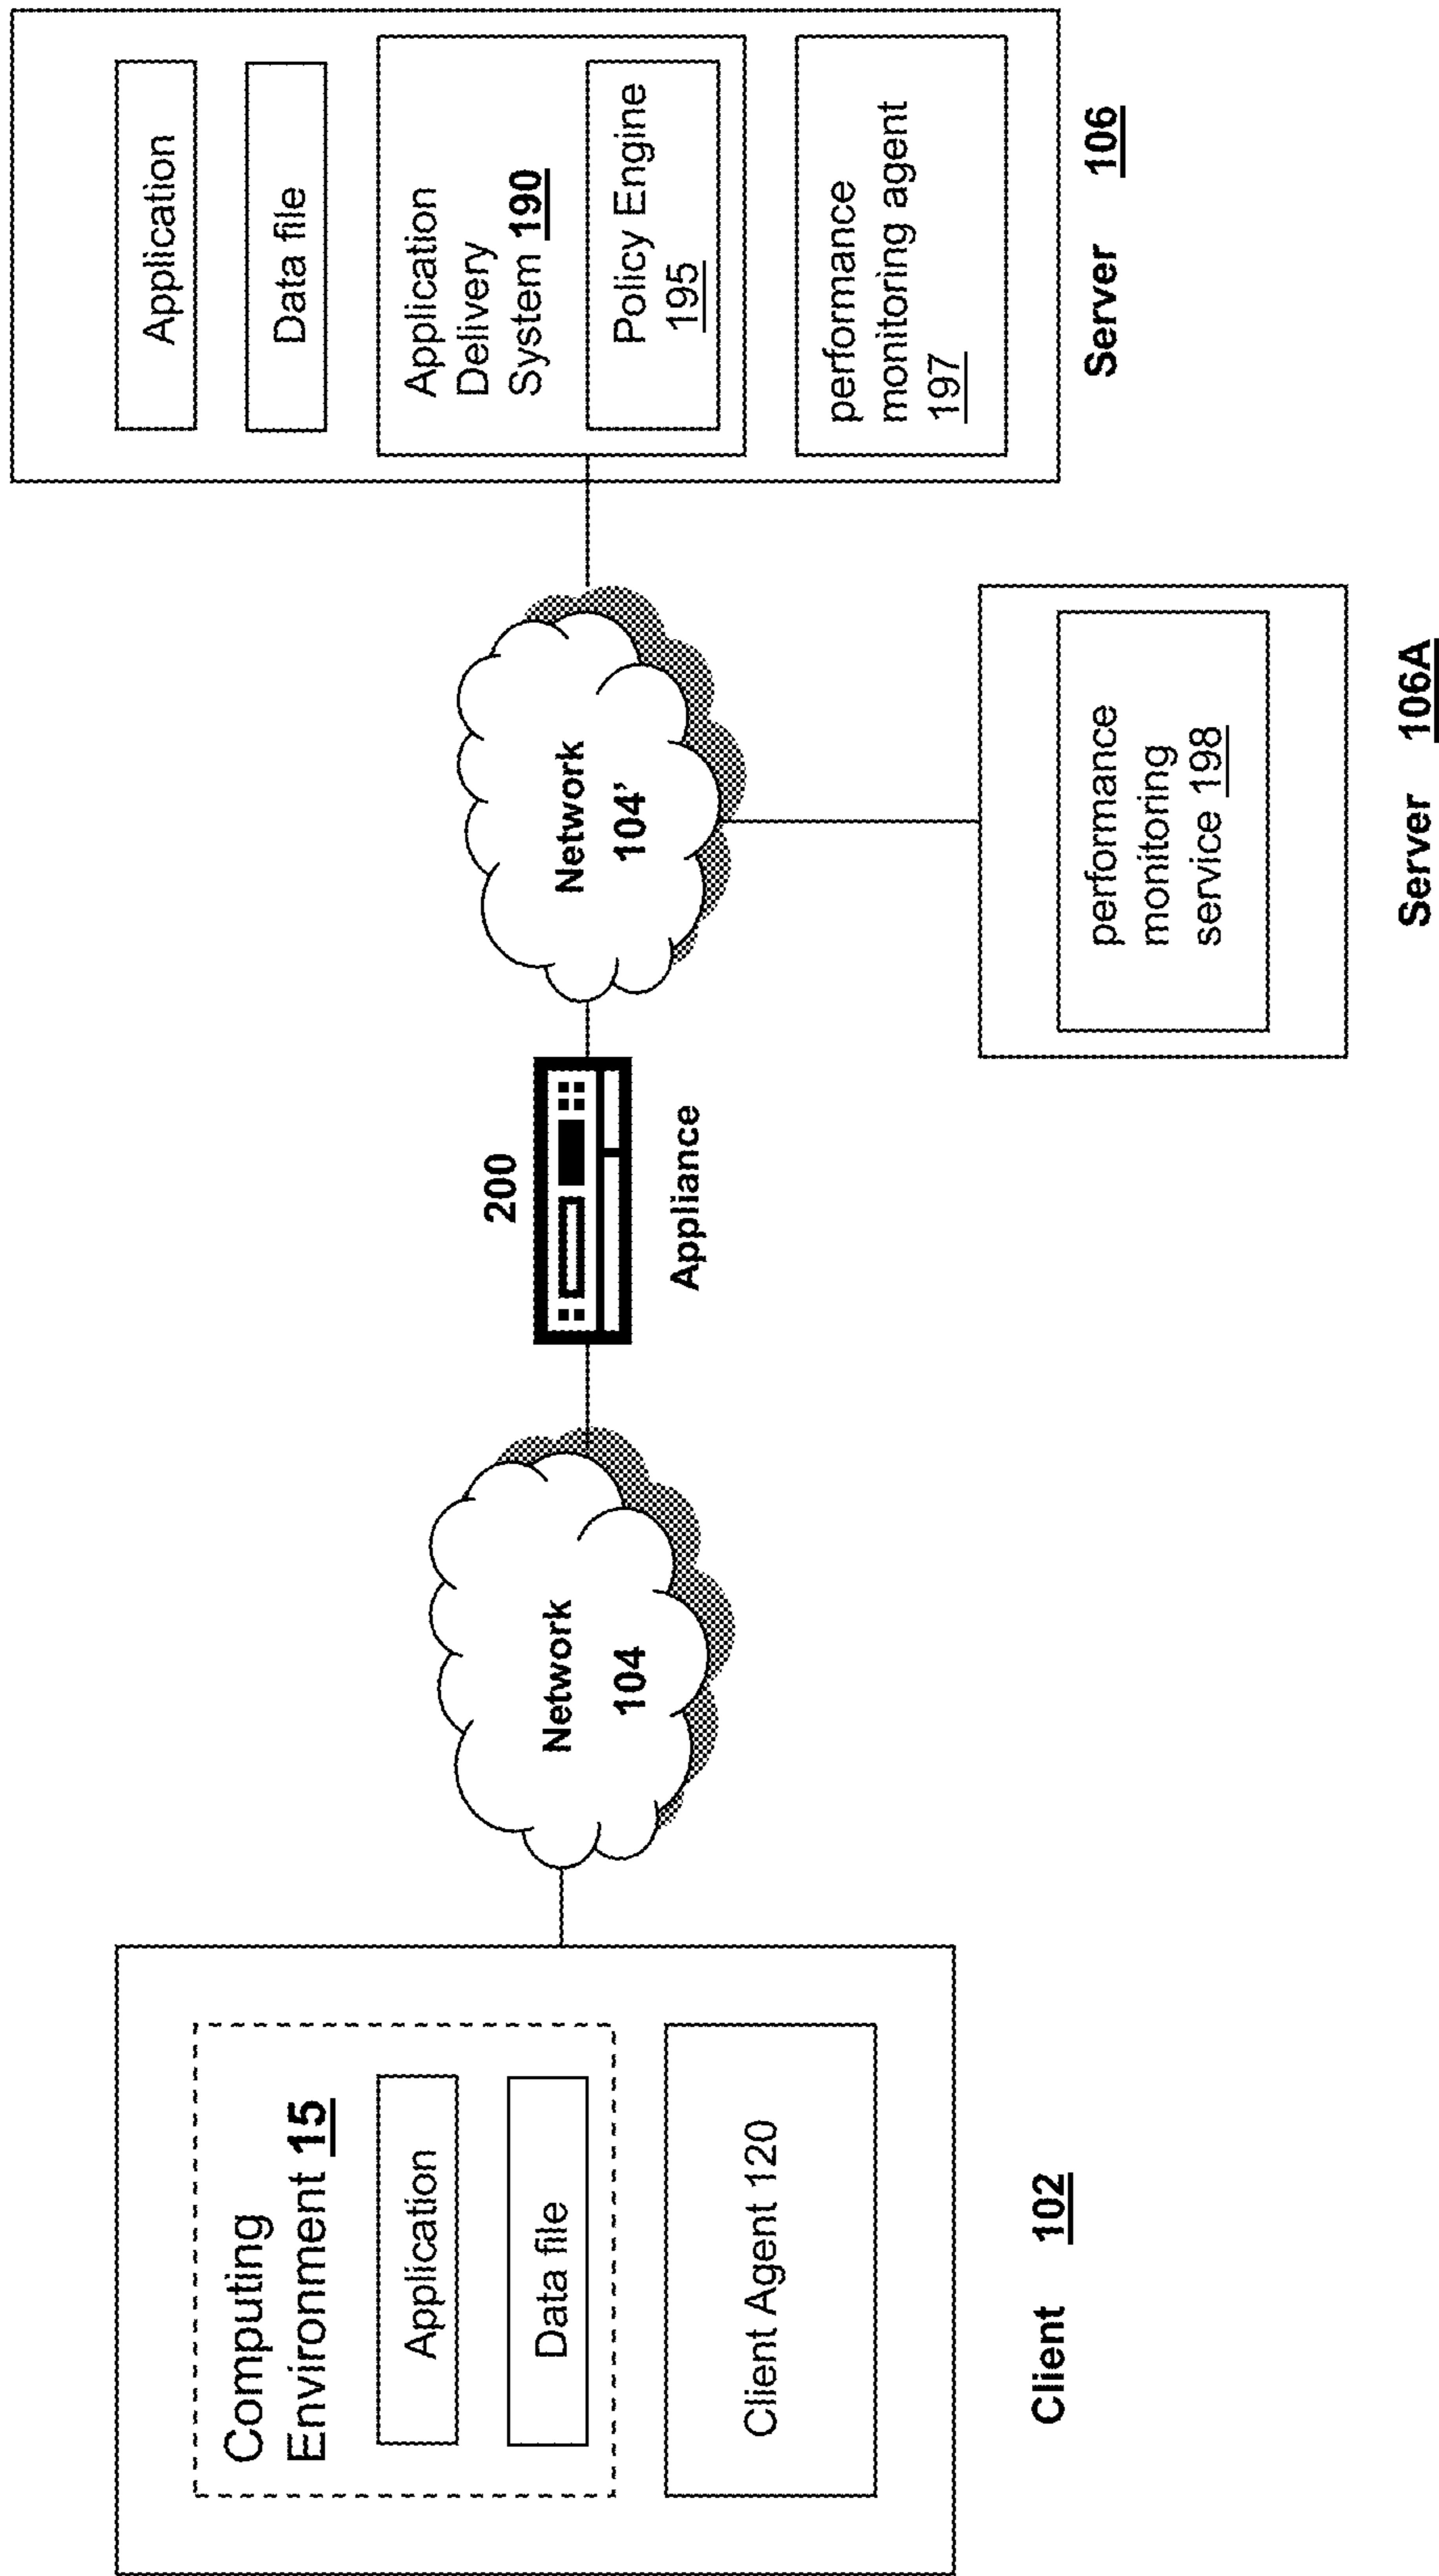 Computing
Environment 15
Application
Data file
Client Agent 120
Client 102
Network
104
200
Appliance
Network
104’
performance
monitoring
service 198
Server 106A
Application
Data file
Application
Delivery
System 190
Policy Engine
195
performance
monitoring agent
197
Server 106